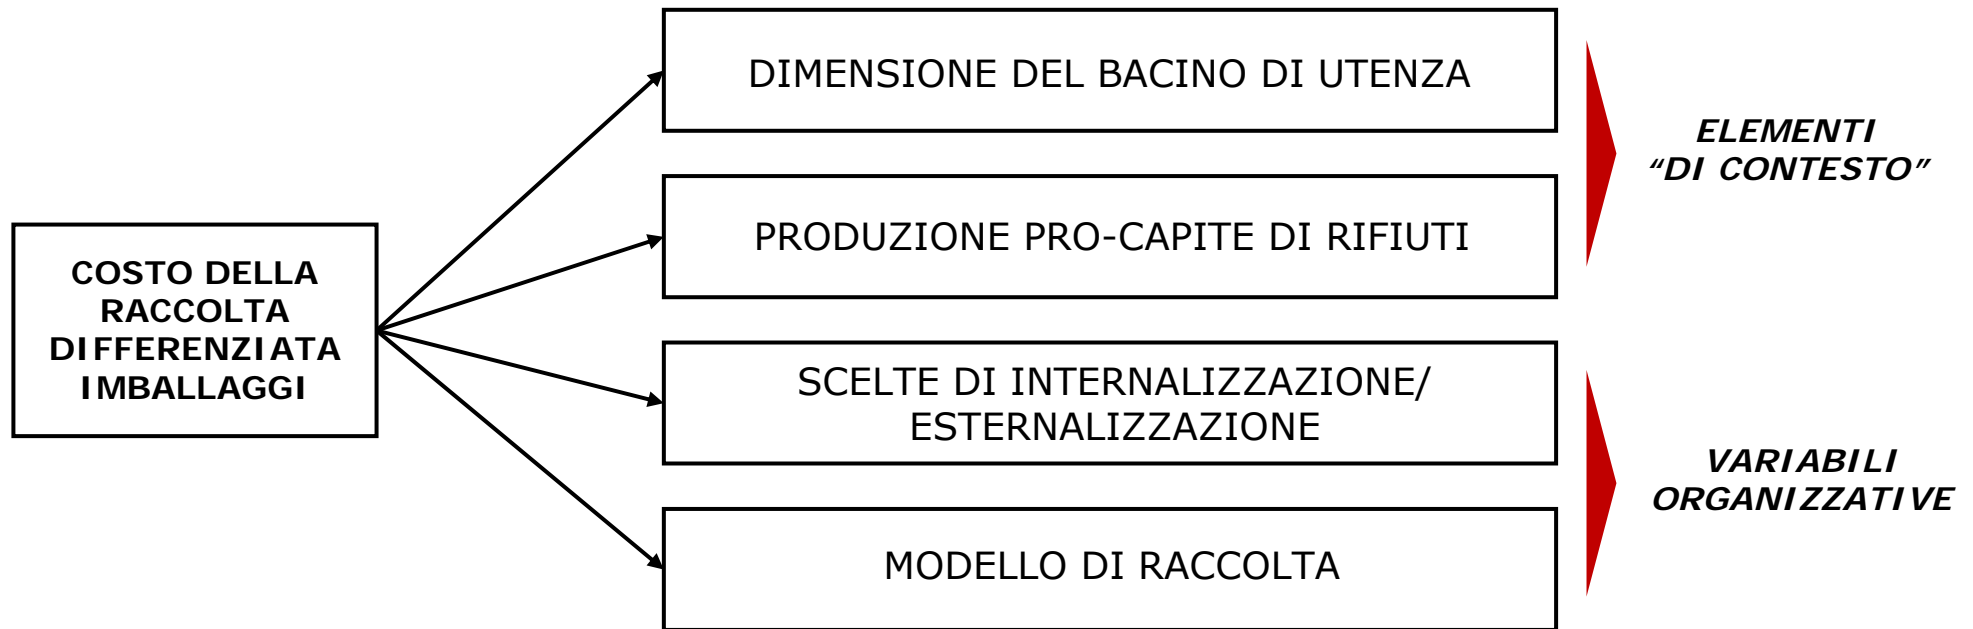 COSTO DELLA
RACCOLTA
DIFFERENZIATA
IMBALLAGGI
DIMENSIONE DEL BACINO DI UTENZA
PRODUZIONE PRO-CAPITE DI RIFIUTI
SCELTE DI INTERNALIZZAZIONE/
ESTERNALIZZAZIONE
MODELLO DI RACCOLTA
ELEMENTI
“DI CONTESTO”
VARIABILI
ORGANIZZATIVE